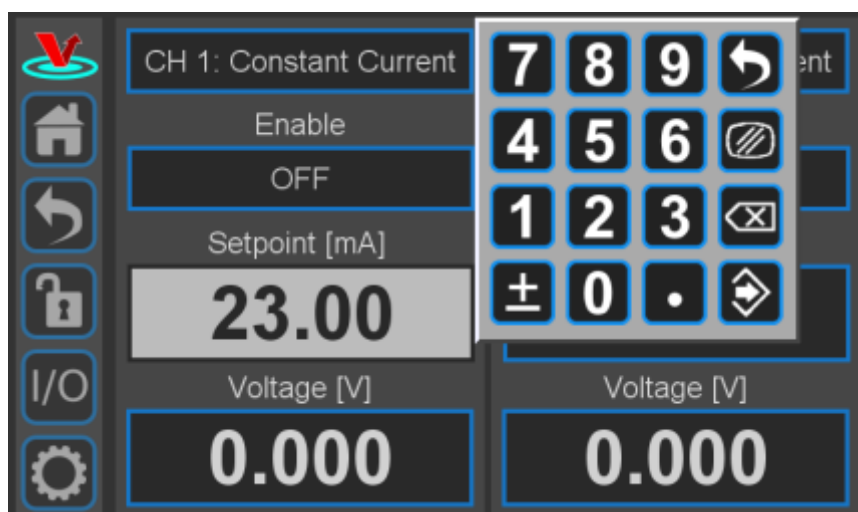 CH 1: Constant Current
Enable
OFF
Setpoint [mA]
23.00
Voltage [V]
0.000
I/O
7 8 9
4 5 6
1 2 3
± 0 .
Voltage [V]
0.000